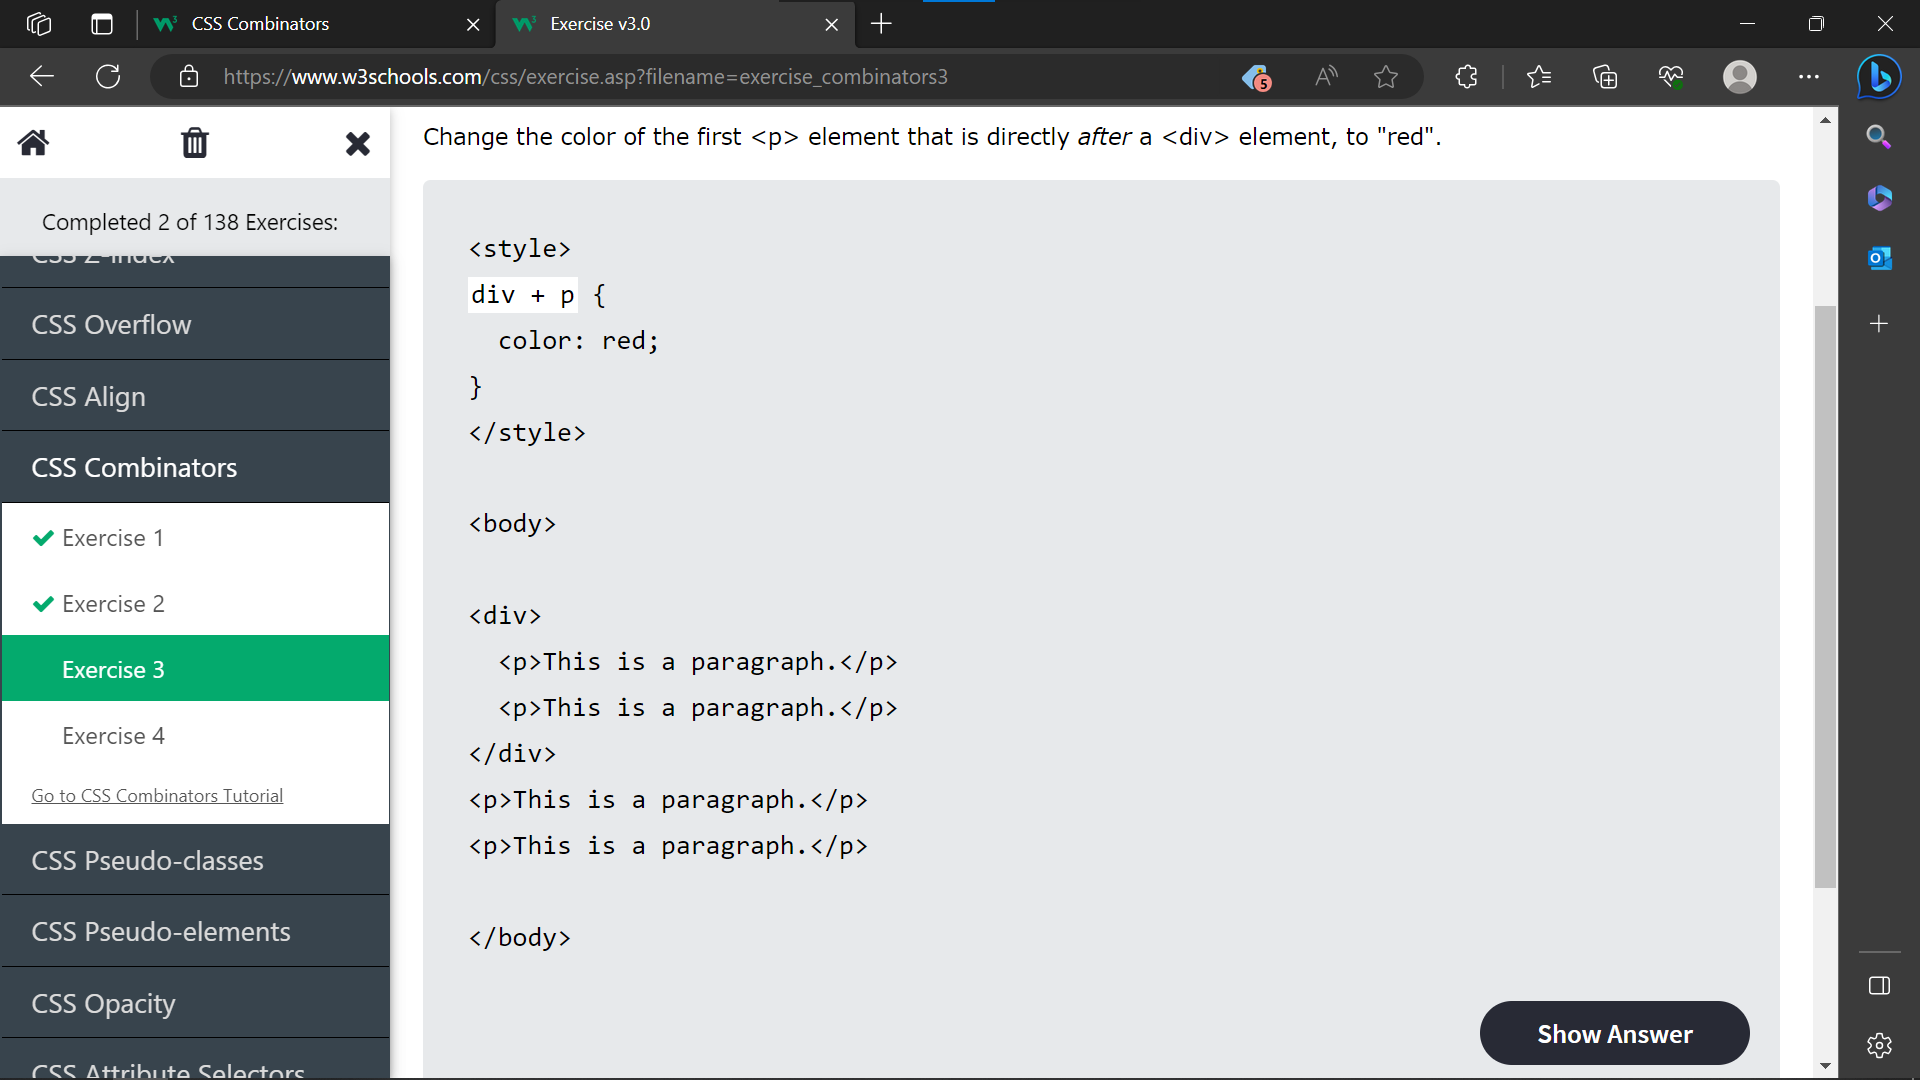 CSS Combinators
Exercise v3.0
https://www.w3schools.com/css/exercise.asp?filename=exercise_combinators3
5
Completed 2 of 138 Exercises:
CSS Z-index
CSS Overflow
CSS Align
CSS Combinators
Exercise 1
Exercise 2
Exercise 3
Exercise 4
Go to CSS Combinators Tutorial
CSS Pseudo-classes
CSS Pseudo-elements
CSS Opacity
CSS Attribute Selectors
Change the color of the first <p> element that is directly after a <div> element, to "red".
<style>
div + p {
  color: red;
}
</style>
<body>
<div>
  <p>This is a paragraph.</p>
  <p>This is a paragraph.</p>
</div>
<p>This is a paragraph.</p>
<p>This is a paragraph.</p>
</body>
Show Answer